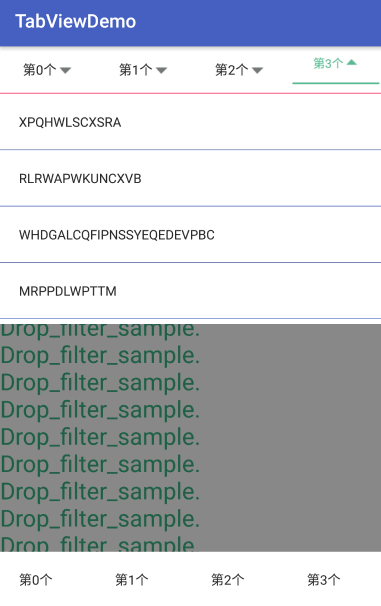 TabViewDemo
第0个 第1个 第2个 第3个
XPQHWLSCXSRA
RLRWAPWKUNCXVB
WHDGALCQFIPNSSYEQEDEVPBC
MRPPDLWPTTM
Drop_filter_sample.
Drop_filter_sample.
Drop_filter_sample.
Drop_filter_sample.
Drop_filter_sample.
Drop_filter_sample.
Drop_filter_sample.
Drop_filter_sample.
Drop_filter_sample.
第0个 第1个 第2个 第3个